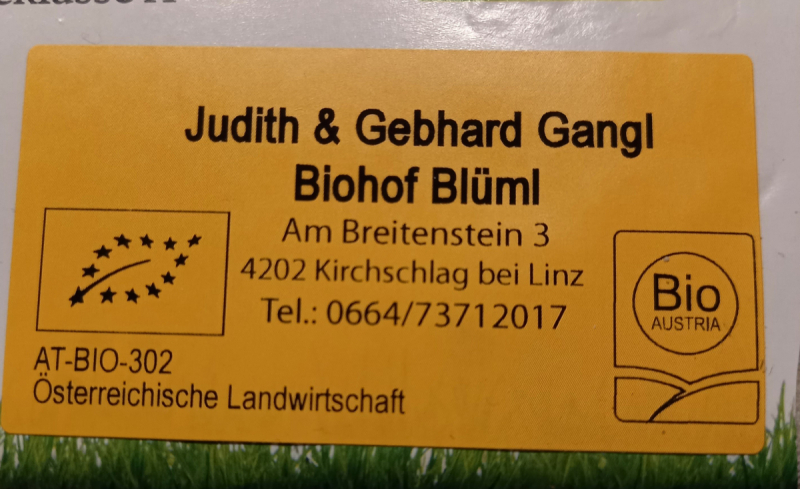 Judith & Gebhard Gangl
Biohof Blüml
Am Breitenstein 3
4202 Kirchschlag bei Linz
Tel.: 0664/73712017
Bio
AUSTRIA
AT-BIO-302
Österreichische Landwirtschaft